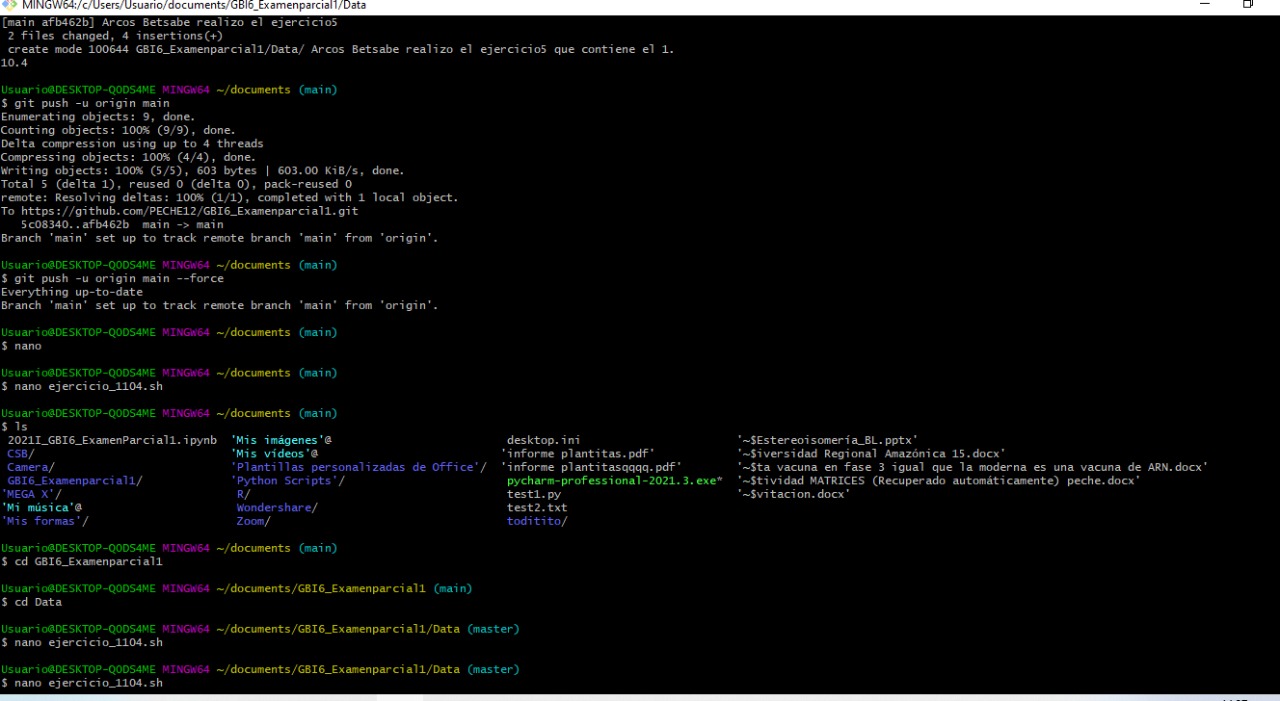 MINGW64:/c/Users/Usuario/documents/GBI6_Examenparcial1/Data
[main afb462b] Arcos Betsabe realizo el ejercicio5
 2 files changed, 4 insertions(+)
 create mode 100644 GBI6_Examenparcial1/Data/ Arcos Betsabe realizo el ejercicio5 que contiene el 1.
10.4
Usuario@DESKTOP-QODS4ME MINGW64 ~/documents (main)
$ git push -u origin main
Enumerating objects: 9, done.
Counting objects: 100% (9/9), done.
Delta compression using up to 4 threads
Compressing objects: 100% (4/4), done.
Writing objects: 100% (5/5), 603 bytes | 603.00 KiB/s, done.
Total 5 (delta 1), reused 0 (delta 0), pack-reused 0
remote: Resolving deltas: 100% (1/1), completed with 1 local object.
To https://github.com/PECHE12/GBI6_Examenparcial1.git
   5c08340..afb462b  main -> main
Branch 'main' set up to track remote branch 'main' from 'origin'.
Usuario@DESKTOP-QODS4ME MINGW64 ~/documents (main)
$ git push -u origin main --force
Everything up-to-date
Branch 'main' set up to track remote branch 'main' from 'origin'.
Usuario@DESKTOP-QODS4ME MINGW64 ~/documents (main)
$ nano
Usuario@DESKTOP-QODS4ME MINGW64 ~/documents (main)
$ nano ejercicio_1104.sh
Usuario@DESKTOP-QODS4ME MINGW64 ~/documents (main)
$ ls
 2021I_GBI6_ExamenParcial1.ipynb  'Mis imágenes'@  desktop.ini  '~$Estereoisomería_BL.pptx'
 CSB/  'Mis vídeos'@  'informe plantitas.pdf'  '~$iversidad Regional Amazónica 15.docx'
 Camera/  'Plantillas personalizadas de Office'/  'informe plantitasqqqq.pdf'  '~$ta vacuna en fase 3 igual que la moderna es una vacuna de ARN.docx'
 GBI6_Examenparcial1/  'Python Scripts'/  pycharm-professional-2021.3.exe*  '~$tividad MATRICES (Recuperado automáticamente) peche.docx'
'MEGA X'/  R/  test1.py  '~$vitacion.docx'
'Mi música'@  Wondershare/  test2.txt
'Mis formas'/  Zoom/  toditito/
Usuario@DESKTOP-QODS4ME MINGW64 ~/documents (main)
$ cd GBI6_Examenparcial1
Usuario@DESKTOP-QODS4ME MINGW64 ~/documents/GBI6_Examenparcial1 (main)
$ cd Data
Usuario@DESKTOP-QODS4ME MINGW64 ~/documents/GBI6_Examenparcial1/Data (master)
$ nano ejercicio_1104.sh
Usuario@DESKTOP-QODS4ME MINGW64 ~/documents/GBI6_Examenparcial1/Data (master)
$ nano ejercicio_1104.sh